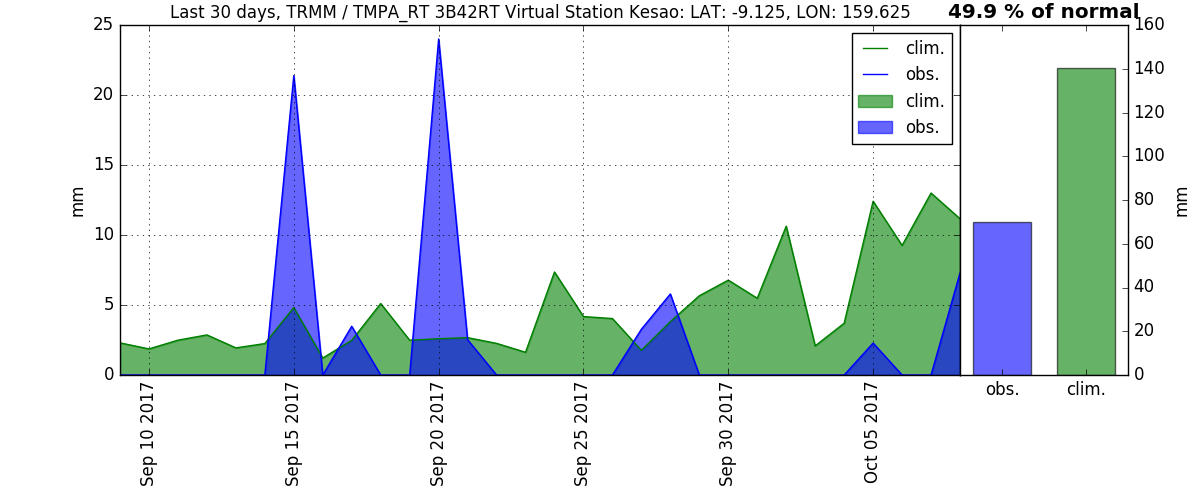 Last 30 days, TRMM / TMPA_RT 3B42RT Virtual Station Kesao: LAT: -9.125, LON: 159.625
49.9 % of normal
25
20
15
10
5
0
mm
clim.
obs.
clim.
obs.
160
140
120
100
80
60
40
20
0
mm
obs.
clim.
Sep 10 2017
Sep 15 2017
Sep 20 2017
Sep 25 2017
Sep 30 2017
Oct 05 2017